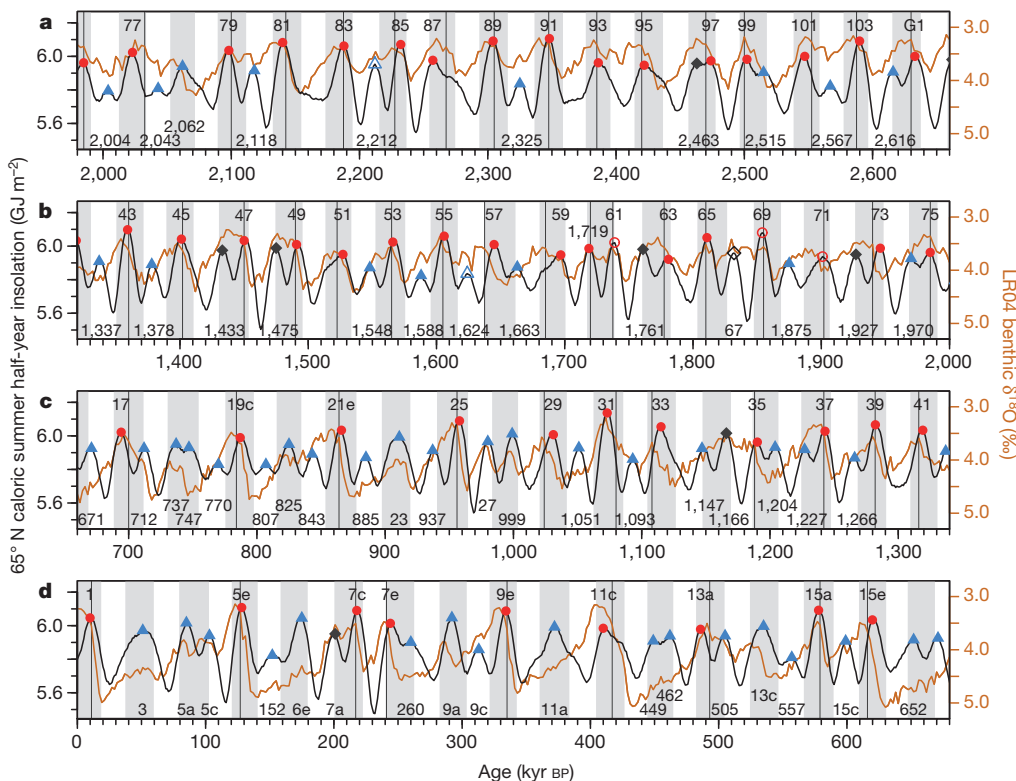 a
77 79 81 83 85 87 89 91 93 95 97 99 101 103 G1
6.0
5.6
3.0
4.0
5.0
2,062
2,004 2,043 2,118 2,212 2,325 2,463 2,515 2,567 2,616
2,000 2,100 2,200 2,300 2,400 2,500 2,600
b
43 45 47 49 51 53 55 57 59 61 63 65 69 71 73 75
1,719
6.0
5.6
3.0
4.0
5.0
1,337 1,378 1,433 1,475 1,548 1,588 1,624 1,663 1,761 67 1,875 1,927 1,970
1,400 1,500 1,600 1,700 1,800 1,900 2,000
c
17 19c 21e 25 29 31 33 35 37 39 41
6.0
5.6
3.0
4.0
5.0
737 770 825 27 1,147 1,204
671 712 747 807 843 885 23 937 999 1,051 1,093 1,166 1,227 1,266
700 800 900 1,000 1,100 1,200 1,300
d
1 5e 7c 7e 9e 11c 13a 15a 15e
6.0
5.6
3.0
4.0
5.0
462 13c
3 5a 5c 152 6e 7a 260 9a 9c 11a 449 505 557 15c 652
0 100 200 300 400 500 600
Age (kyr BP)
65° N caloric summer half-year insolation (GJ m⁻²)
LR04 benthic δ¹⁸O (‰)